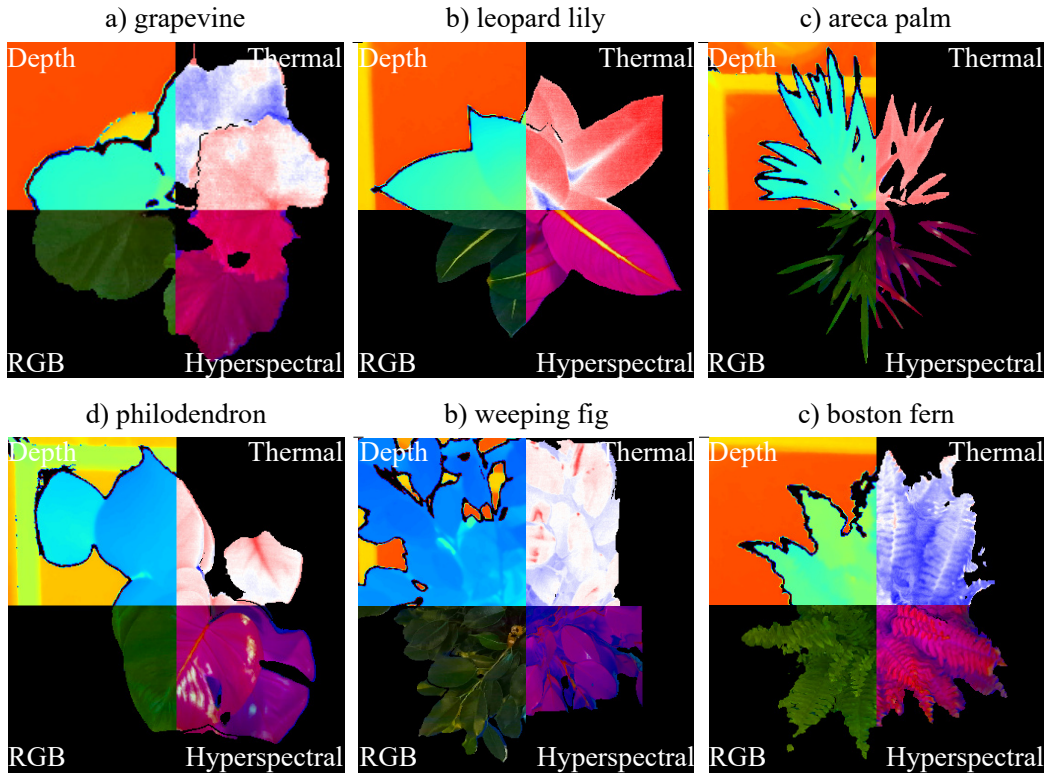 a) grapevine
b) leopard lily
c) areca palm
Depth Thermal
Depth Thermal
Depth Thermal
RGB Hyperspectral
RGB Hyperspectral
RGB Hyperspectral
d) philodendron
b) weeping fig
c) boston fern
Depth Thermal
Depth Thermal
Depth Thermal
RGB Hyperspectral
RGB Hyperspectral
RGB Hyperspectral